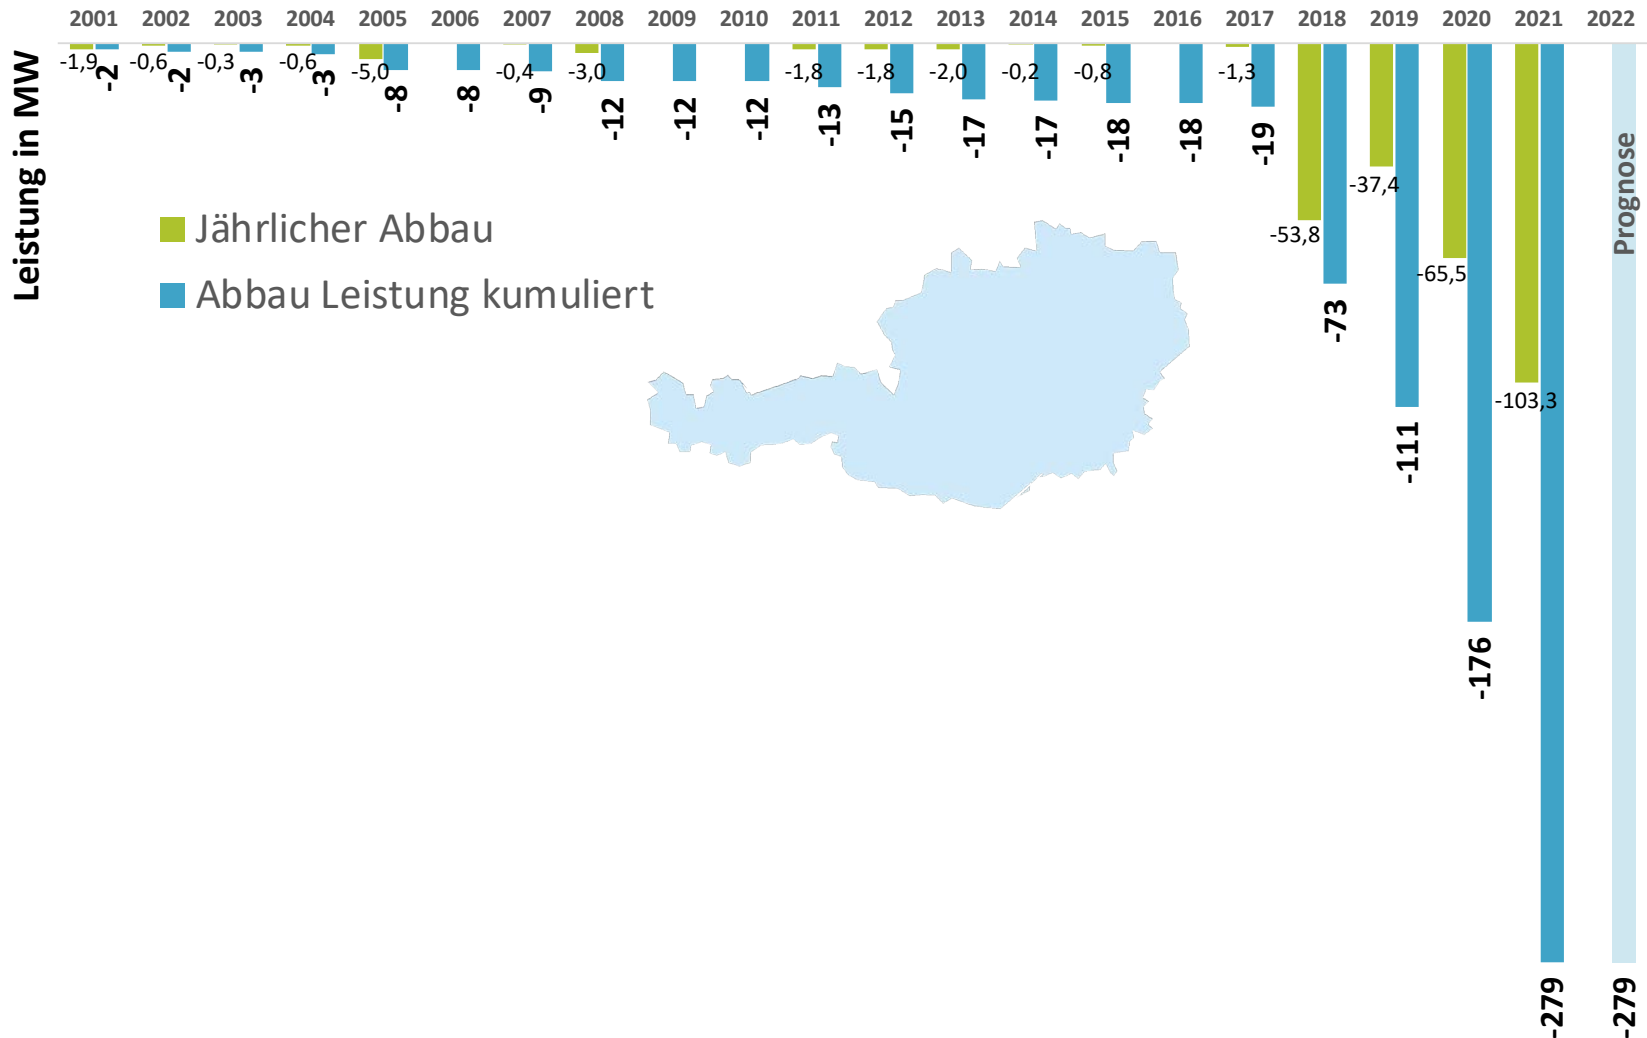 2001 2002 2003 2004 2005 2006 2007 2008 2009 2010 2011 2012 2013 2014 2015 2016 2017 2018 2019 2020 2021 2022
Leistung in MW
-1,9 -2 -0,6 -2 -0,3 -3 -0,6 -3 -5,0 -8 -8 -0,4 -9 -3,0 -12 -12 -12 -1,8 -13 -1,8 -15 -2,0 -17 -0,2 -17 -0,8 -18 -18 -1,3 -19
-53,8 -73
-37,4 -111
-65,5 -176
-103,3 -279
Prognose
-279
Jährlicher Abbau
Abbau Leistung kumuliert